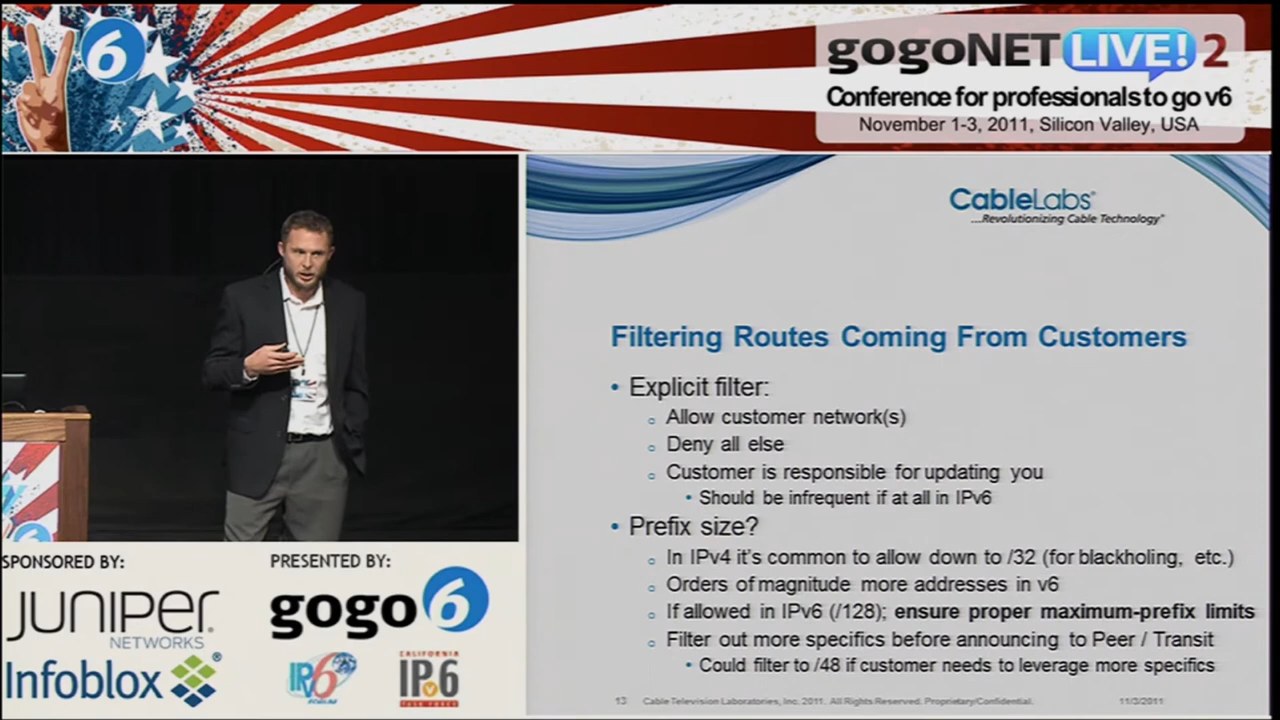 6
gogoNET LIVE! 2
Conference for professionals to go v6
November 1-3, 2011, Silicon Valley, USA
CableLabs®
...Revolutionizing Cable Technology®
Filtering Routes Coming From Customers
• Explicit filter:
o Allow customer network(s)
o Deny all else
o Customer is responsible for updating you
• Should be infrequent if at all in IPv6
• Prefix size?
o In IPv4 it's common to allow down to /32 (for blackholing, etc.)
o Orders of magnitude more addresses in v6
o If allowed in IPv6 (/128); ensure proper maximum-prefix limits
o Filter out more specifics before announcing to Peer / Transit
• Could filter to /48 if customer needs to leverage more specifics
13 Cable Television Laboratories, Inc. 2011. All Rights Reserved. Proprietary/Confidential. 11/3/2011
SPONSORED BY:
JUNIPER
NETWORKS
Infoblox
PRESENTED BY:
gogo6
IPv6
FORUM
CALIFORNIA
IPv6
TASK FORCE